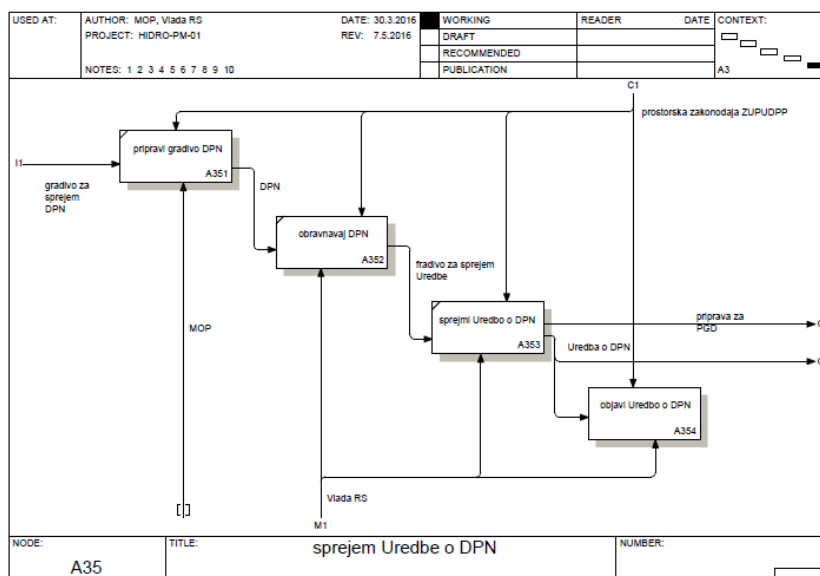 USED AT:
AUTHOR: MOP, Vlada RS
DATE: 30.3.2016
WORKING
READER
DATE
CONTEXT:
PROJECT: HIDRO-PM-01
REV: 7.5.2016
DRAFT
RECOMMENDED
NOTES: 1 2 3 4 5 6 7 8 9 10
PUBLICATION
A3
C1
prostorska zakonodaja ZUPUDPP
pripravi gradivo DPN
A351
I1
gradivo za
sprejem
DPN
DPN
obravnavaj DPN
A352
fradivo za sprejem
Uredbe
sprejmi Uredbo o DPN
A353
priprava za
PGD
MOP
Uredba o DPN
objavi Uredbo o DPN
A354
Vlada RS
M1
NODE:
TITLE:
NUMBER:
A35
sprejem Uredbe o DPN